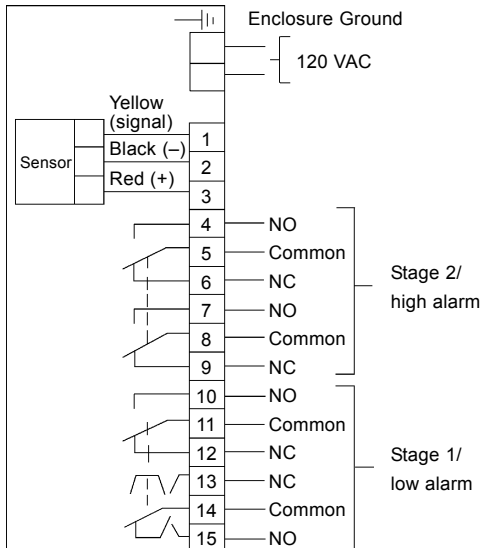 Enclosure Ground
120 VAC
Yellow
(signal)
Black (–)
Red (+)
Sensor
1
2
3
4 NO
5 Common
6 NC
7 NO
8 Common
9 NC
Stage 2/
high alarm
10 NO
11 Common
12 NC
13 NC
14 Common
15 NO
Stage 1/
low alarm